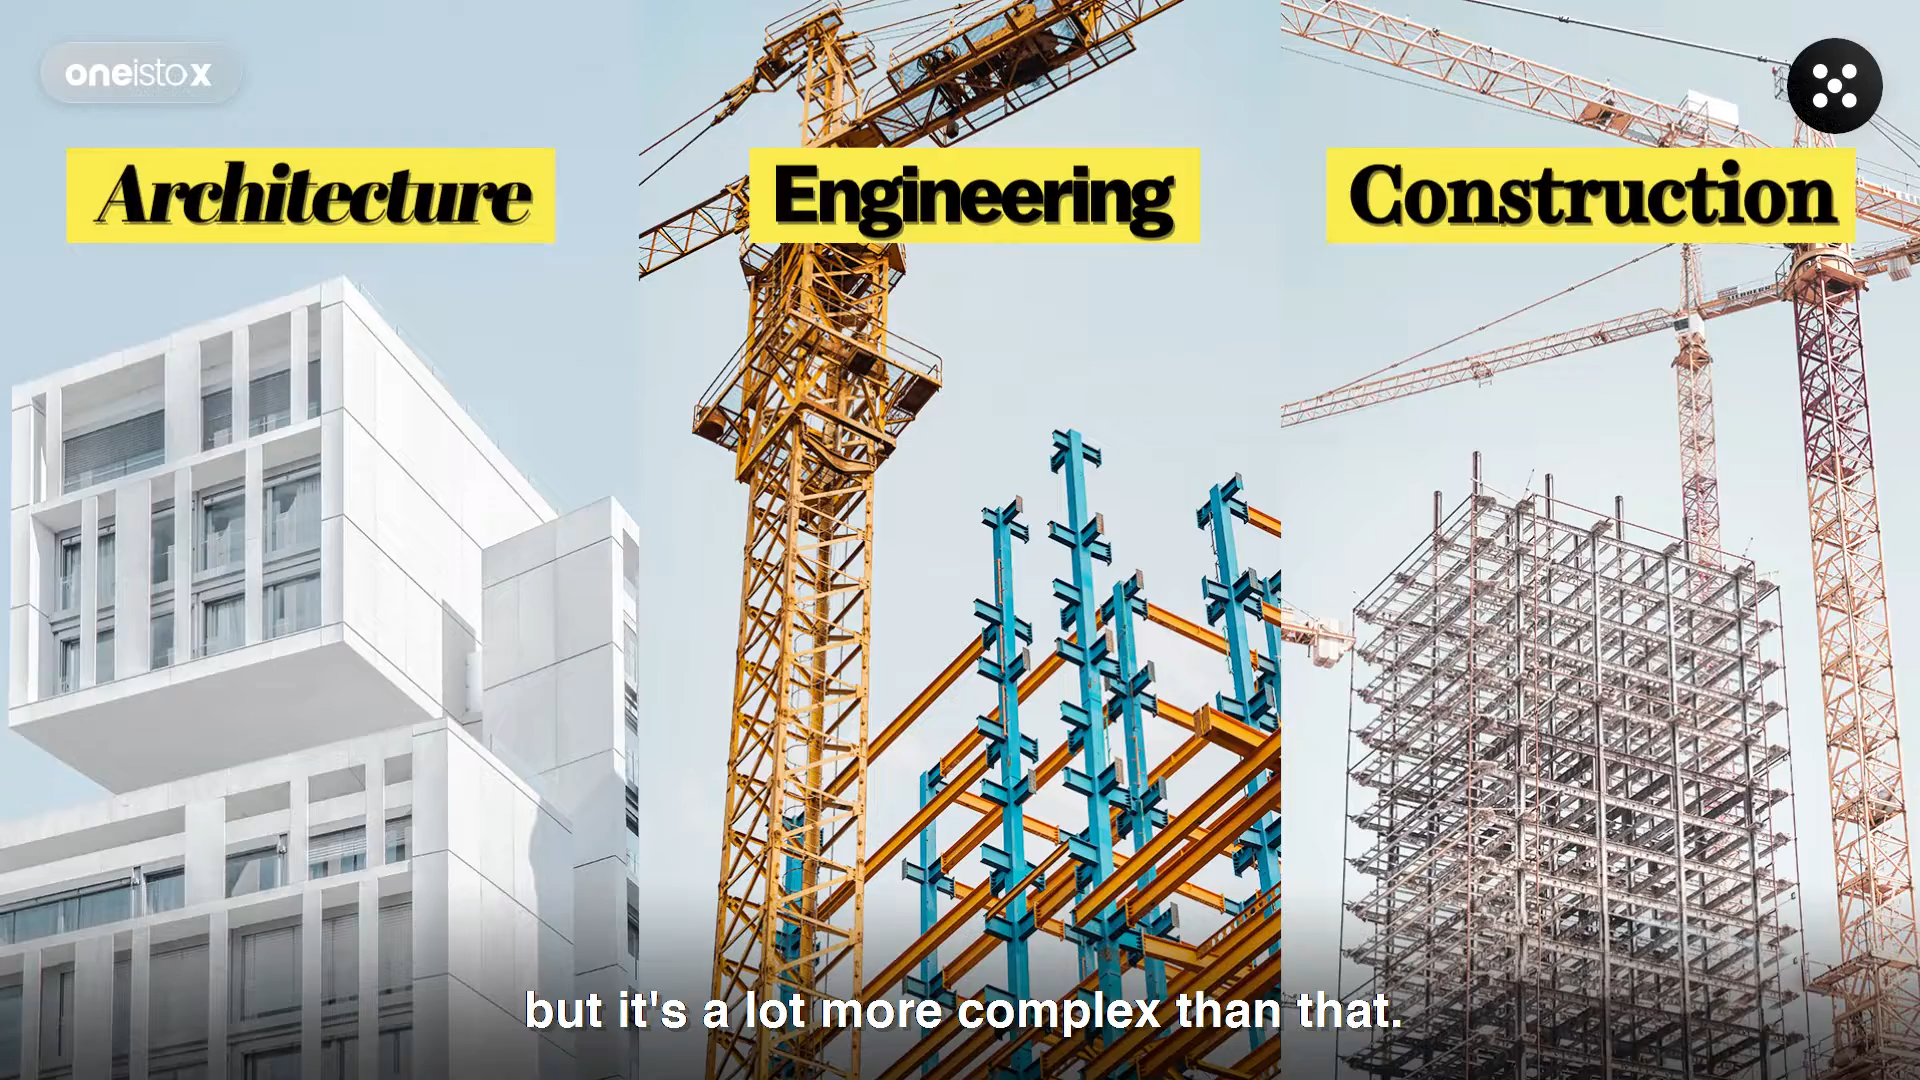 oneistox
Architecture
Engineering
Construction
but it's a lot more complex than that.